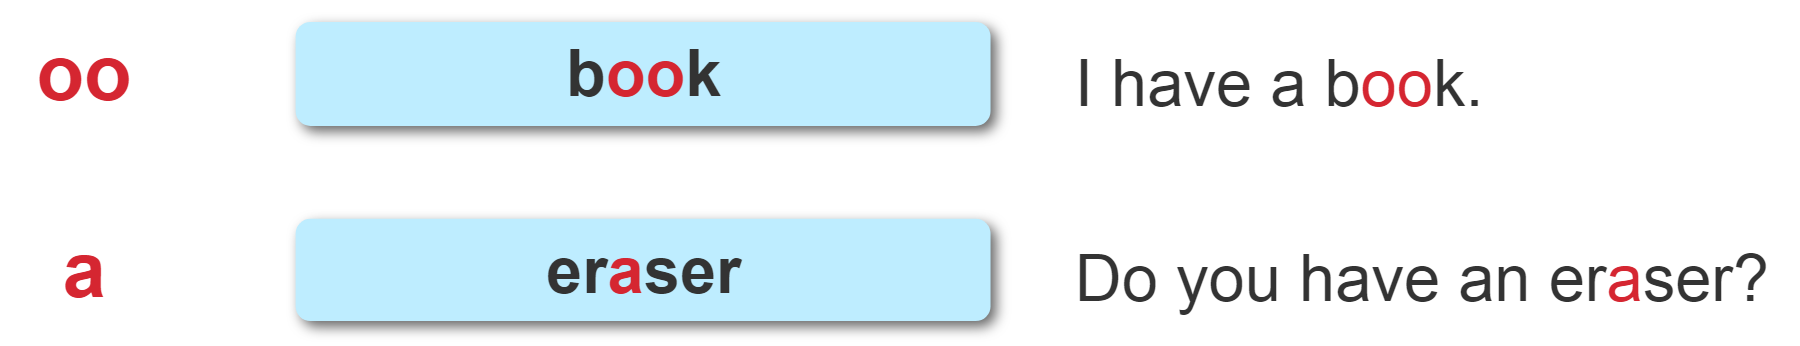 oo book I have a book.
a eraser Do you have an eraser?